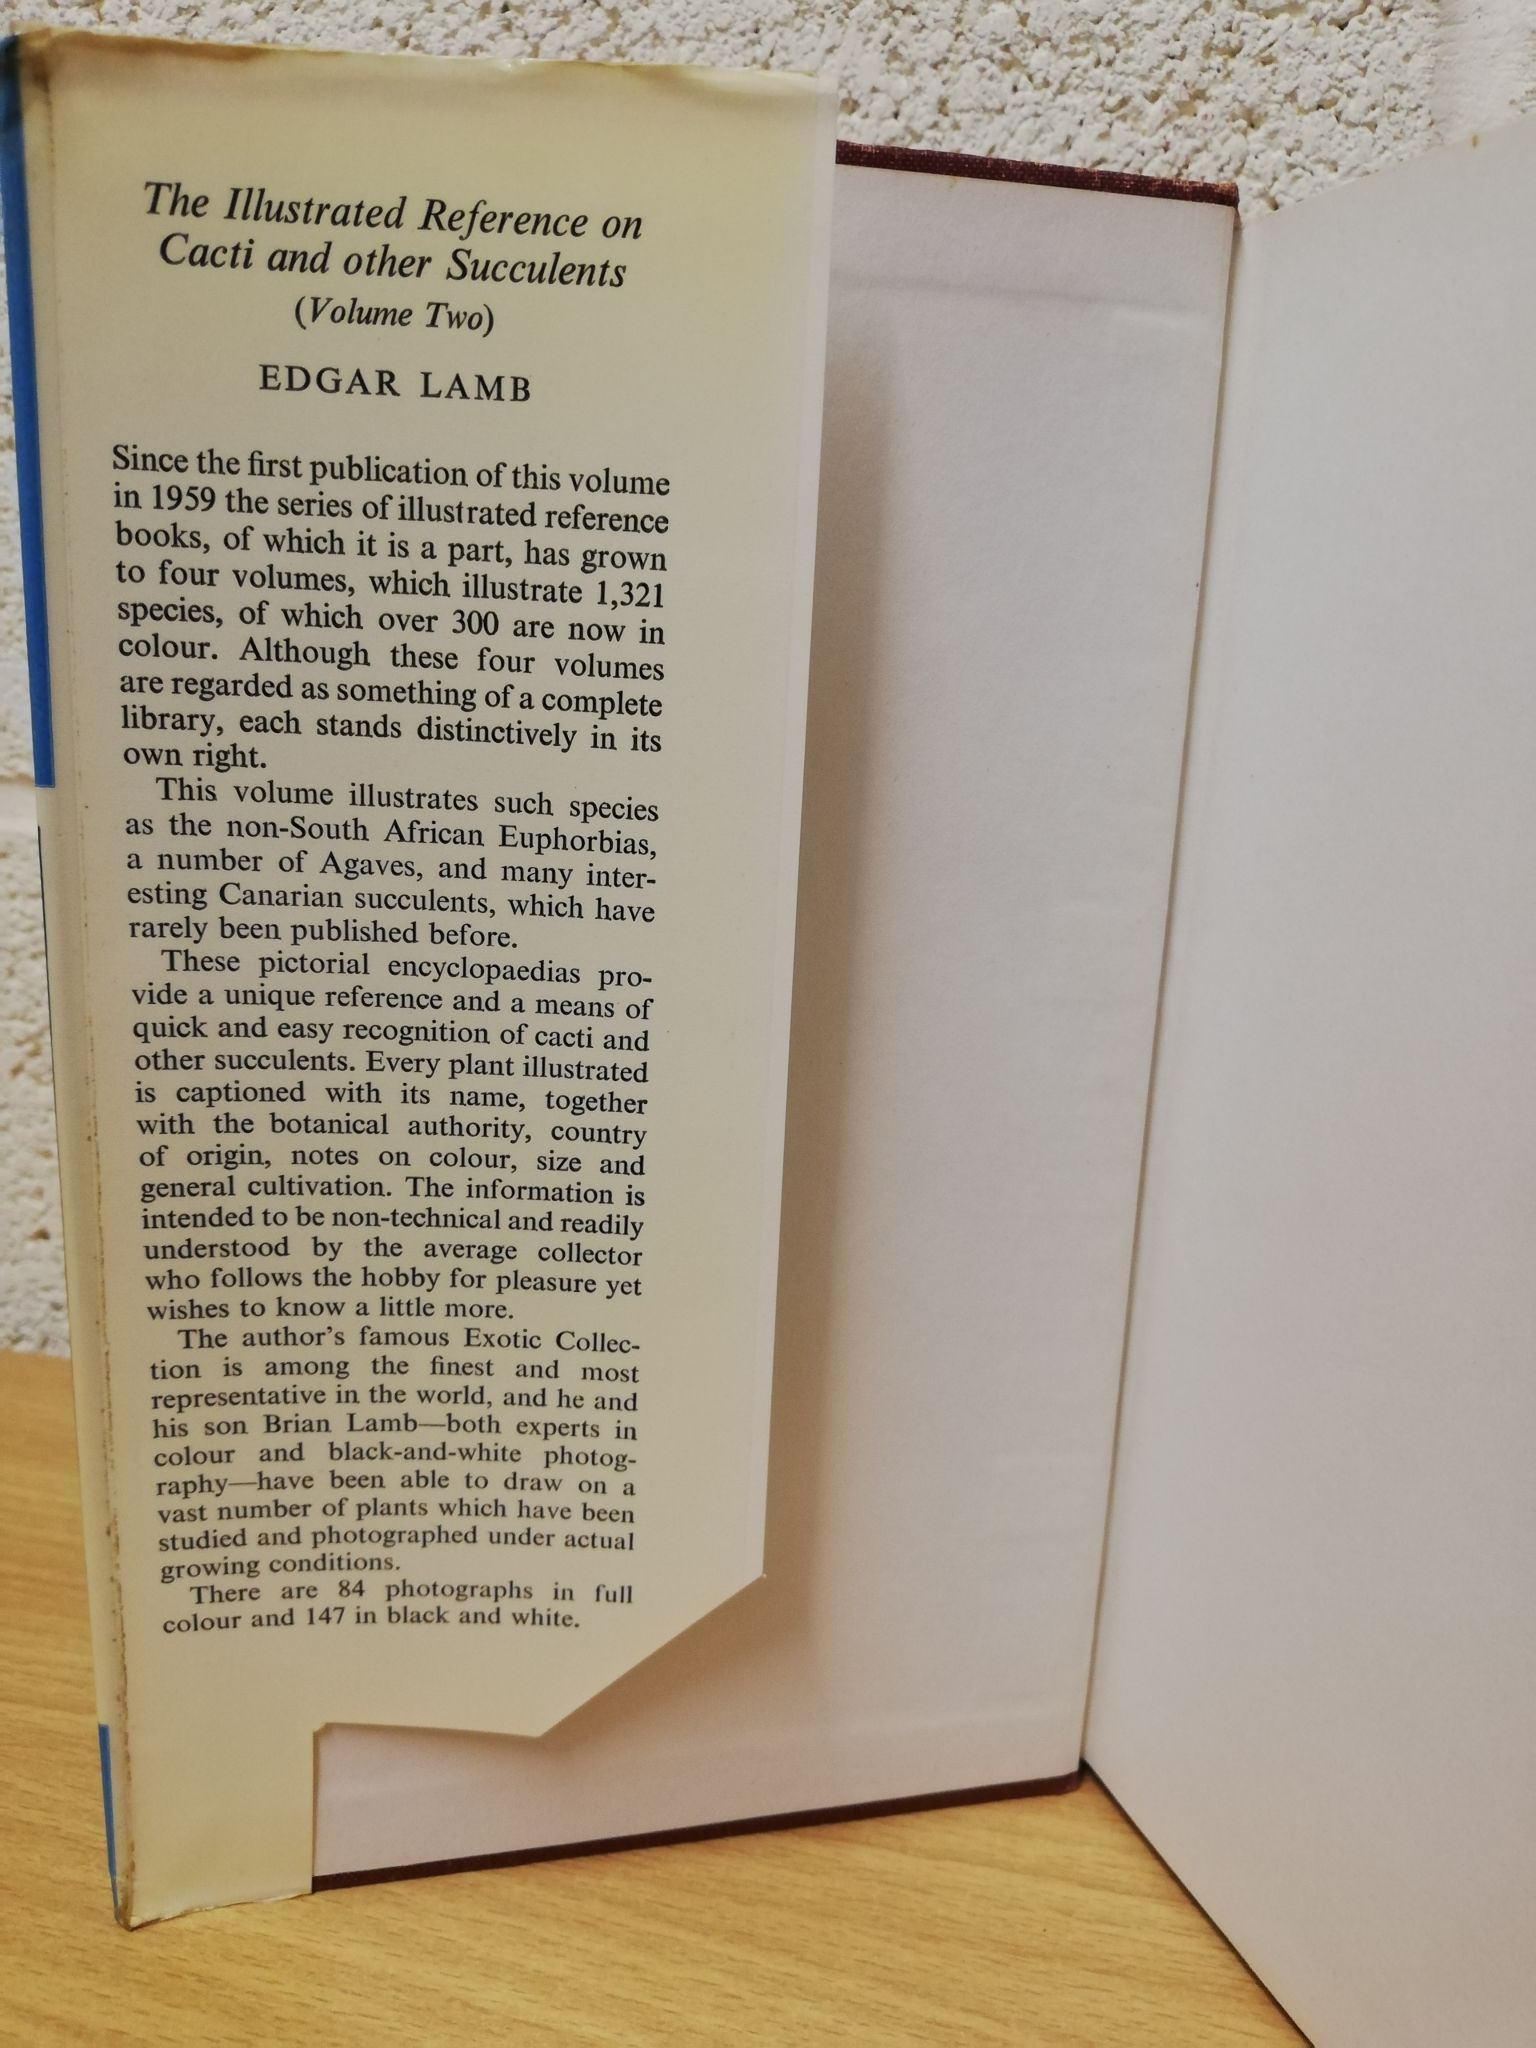 The Illustrated Reference on
Cacti and other Succulents
(Volume Two)
EDGAR LAMB
Since the first publication of this volume
in 1959 the series of illustrated reference
books, of which it is a part, has grown
to four volumes, which illustrate 1,321
species, of which over 300 are now in
colour. Although these four volumes
are regarded as something of a complete
library, each stands distinctively in its
own right.
This volume illustrates such species
as the non-South African Euphorbias,
a number of Agaves, and many inter-
esting Canarian succulents, which have
rarely been published before.
These pictorial encyclopaedias pro-
vide a unique reference and a means of
quick and easy recognition of cacti and
other succulents. Every plant illustrated
is captioned with its name, together
with the botanical authority, country
of origin, notes on colour, size and
general cultivation. The information is
intended to be non-technical and readily
understood by the average collector
who follows the hobby for pleasure yet
wishes to know a little more.
The author's famous Exotic Collec-
tion is among the finest and most
representative in the world, and he and
his son Brian Lamb—both experts in
colour and black-and-white photog-
raphy—have been able to draw on a
vast number of plants which have been
studied and photographed under actual
growing conditions.
There are 84 photographs in full
colour and 147 in black and white.